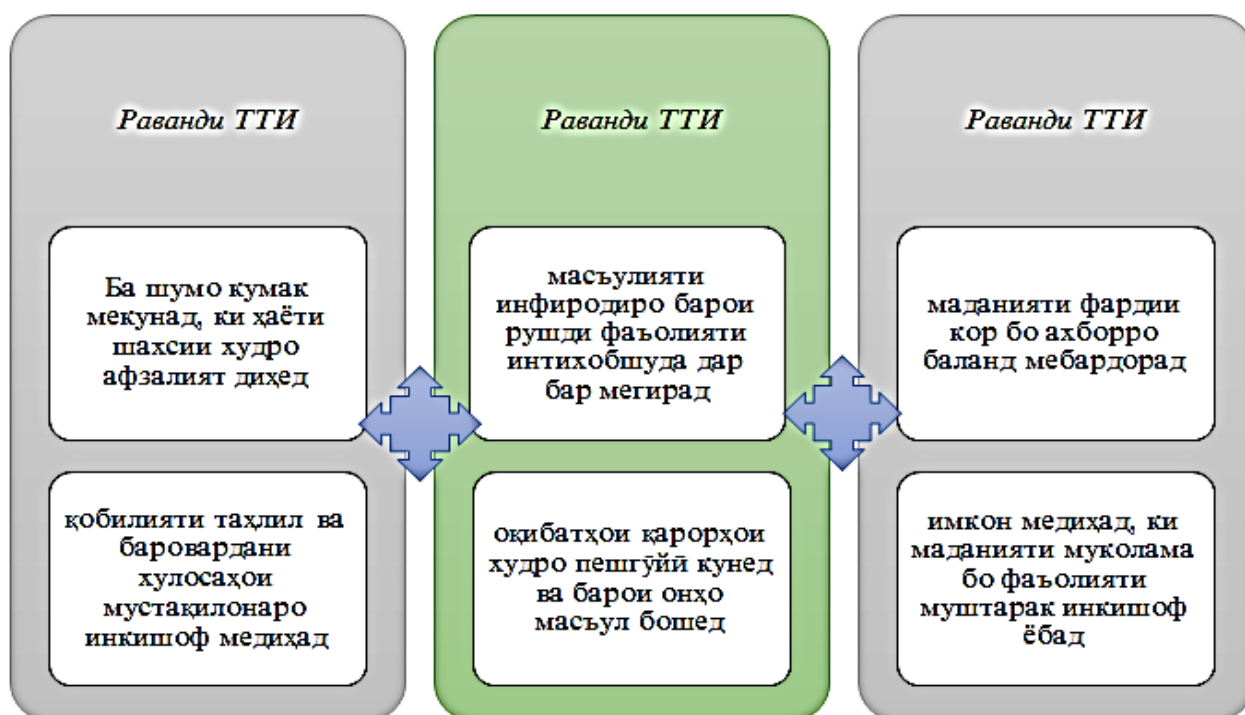 Раванди ТТИ
Ба шумо кумак
мекунад, ки ҳаёти
шахсии худро
афзалият диҳед
қобилияти таҳлил ва
баровардани
хулосаҳои
мустақилонаро
инкишоф медиҳад
Раванди ТТИ
масъулияти
инфиродиро барои
рушди фаъолияти
интихобшуда дар
бар мегирад
оқибатҳои қарорҳои
худро пешгӯйӣ кунед
ва барои онҳо
масъул бошед
Раванди ТТИ
маданияти фардии
кор бо ахборро
баланд мебардорад
имкон медиҳад, ки
маданияти муколама
бо фаъолияти
муштарак инкишоф
ёбад